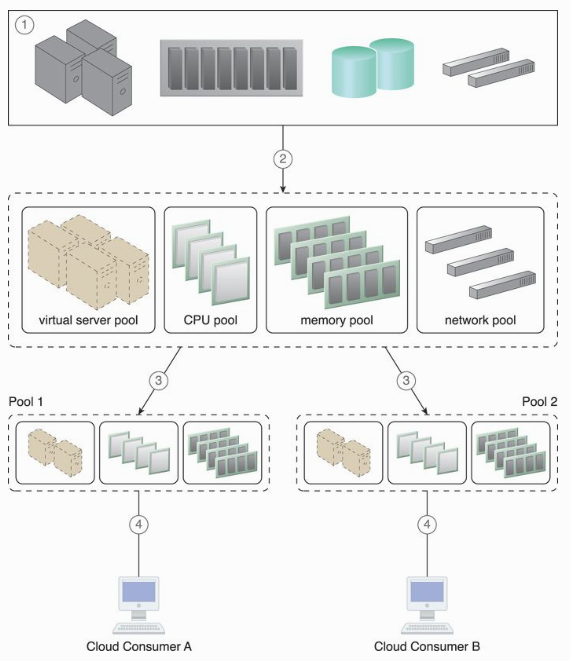 1
2
virtual server pool
CPU pool
memory pool
network pool
3
3
Pool 1
Pool 2
4
4
Cloud Consumer A
Cloud Consumer B